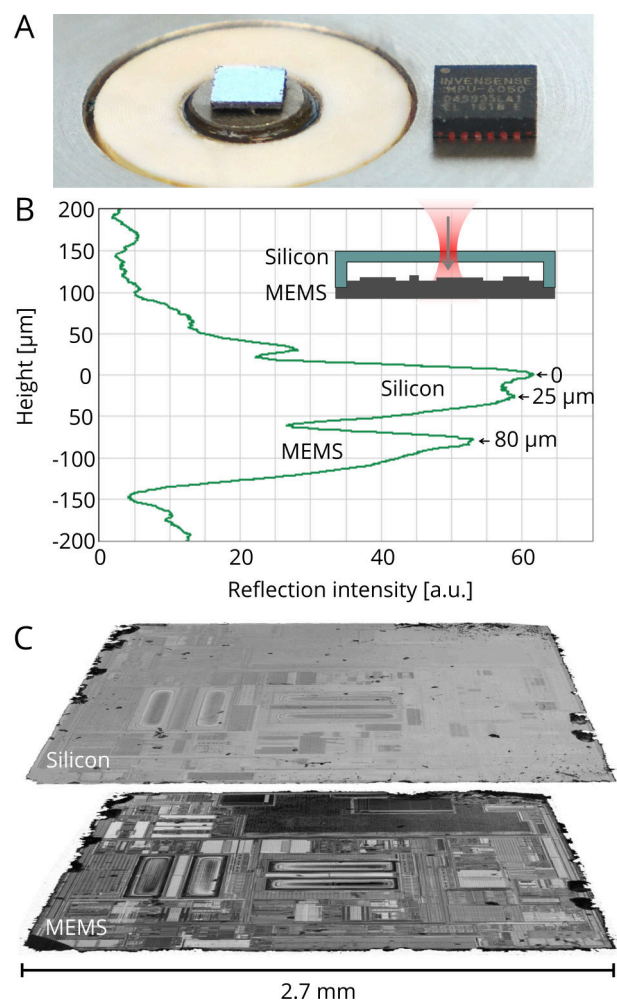 A
INVENSENSE
MPU-6050
B
200
150
100
50
0
50
-100
-150
-200
Height [µm]
0
20
40
60
Reflection intensity [a.u.]
Silicon
MEMS
0
Silicon
25 µm
MEMS
80 µm
C
Silicon
MEMS
2.7 mm